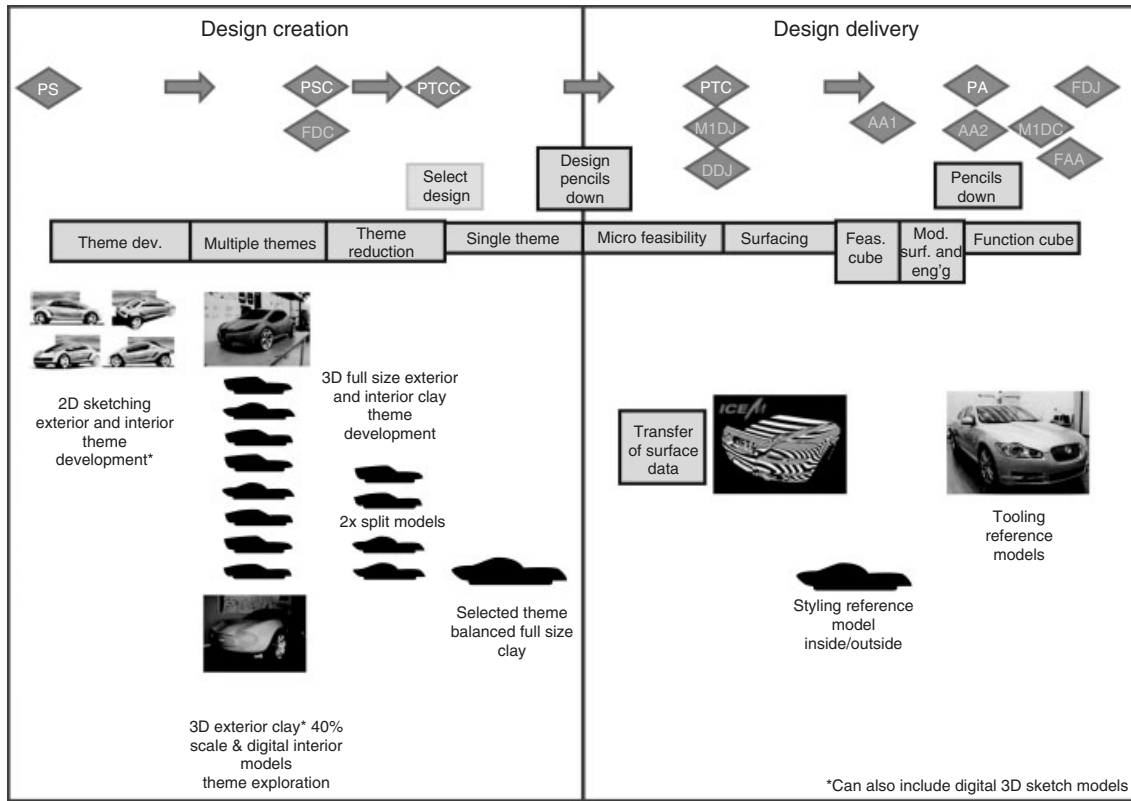 Design creation
Design delivery
PS
PSC
PTCC
PTC
PA
FDJ
FDC
M1DJ
AA1
AA2
M1DC
DDJ
FAA
Select
design
Design
pencils
down
Pencils
down
Theme dev.
Multiple themes
Theme
reduction
Single theme
Micro feasibility
Surfacing
Feas.
cube
Mod.
surf. and
eng'g
Function cube
2D sketching
exterior and interior
theme
development*
3D full size exterior
and interior clay
theme
development
2x split models
Selected theme
balanced full size
clay
3D exterior clay* 40%
scale & digital interior
models
theme exploration
Transfer
of surface
data
ICEM
Styling reference
model
inside/outside
Tooling
reference
models
*Can also include digital 3D sketch models